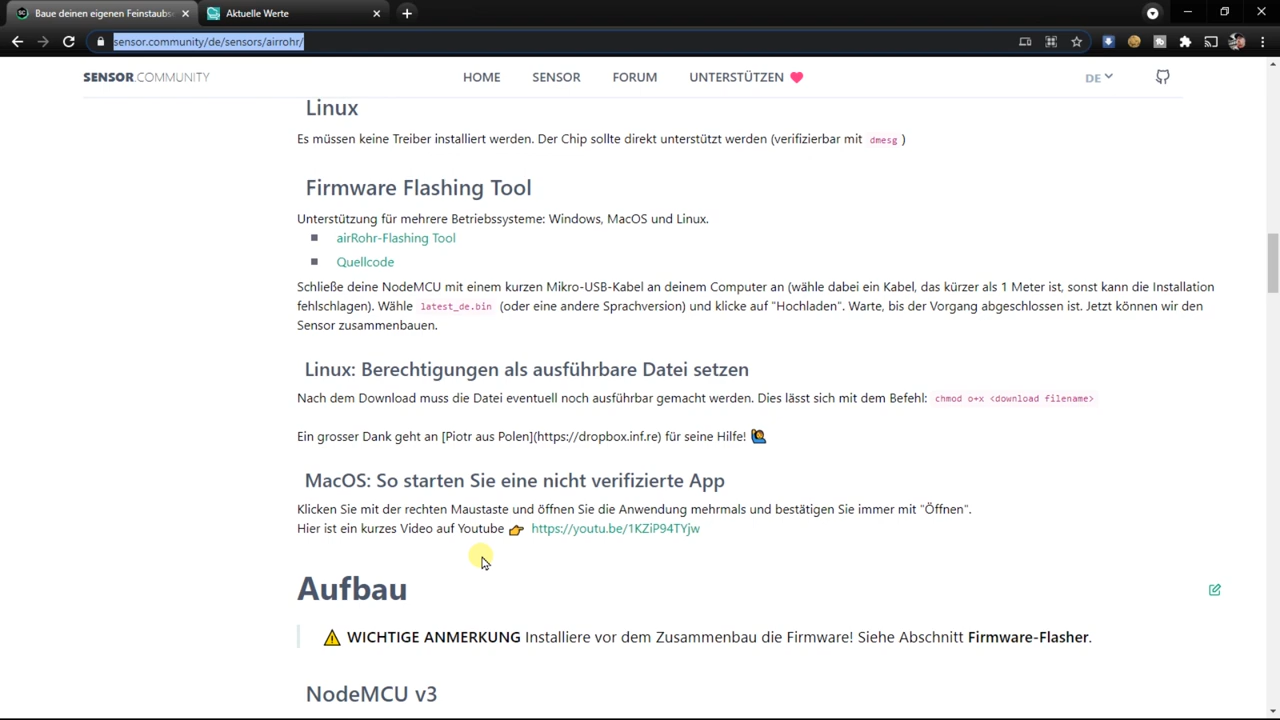 Baue deinen eigenen Feinstaubs
Aktuelle Werte
sensor.community/de/sensors/airrohr/
SENSOR.COMMUNITY
HOME
SENSOR
FORUM
UNTERSTÜTZEN
DE
Linux
Es müssen keine Treiber installiert werden. Der Chip sollte direkt unterstützt werden (verifizierbar mit dmesg )
Firmware Flashing Tool
Unterstützung für mehrere Betriebssysteme: Windows, MacOS und Linux.
airRohr-Flashing Tool
Quellcode
Schließe deine NodeMCU mit einem kurzen Mikro-USB-Kabel an deinem Computer an (wähle dabei ein Kabel, das kürzer als 1 Meter ist, sonst kann die Installation
fehlschlagen). Wähle latest_de.bin (oder eine andere Sprachversion) und klicke auf "Hochladen". Warte, bis der Vorgang abgeschlossen ist. Jetzt können wir den
Sensor zusammenbauen.
Linux: Berechtigungen als ausführbare Datei setzen
Nach dem Download muss die Datei eventuell noch ausführbar gemacht werden. Dies lässt sich mit dem Befehl: chmod o+x <download filename>
Ein grosser Dank geht an [Piotr aus Polen](https://dropbox.inf.re) für seine Hilfe! 🙋
MacOS: So starten Sie eine nicht verifizierte App
Klicken Sie mit der rechten Maustaste und öffnen Sie die Anwendung mehrmals und bestätigen Sie immer mit "Öffnen".
Hier ist ein kurzes Video auf Youtube 👉 https://youtu.be/1KZiP94TYjw
Aufbau
⚠ WICHTIGE ANMERKUNG Installiere vor dem Zusammenbau die Firmware! Siehe Abschnitt Firmware-Flasher.
NodeMCU v3